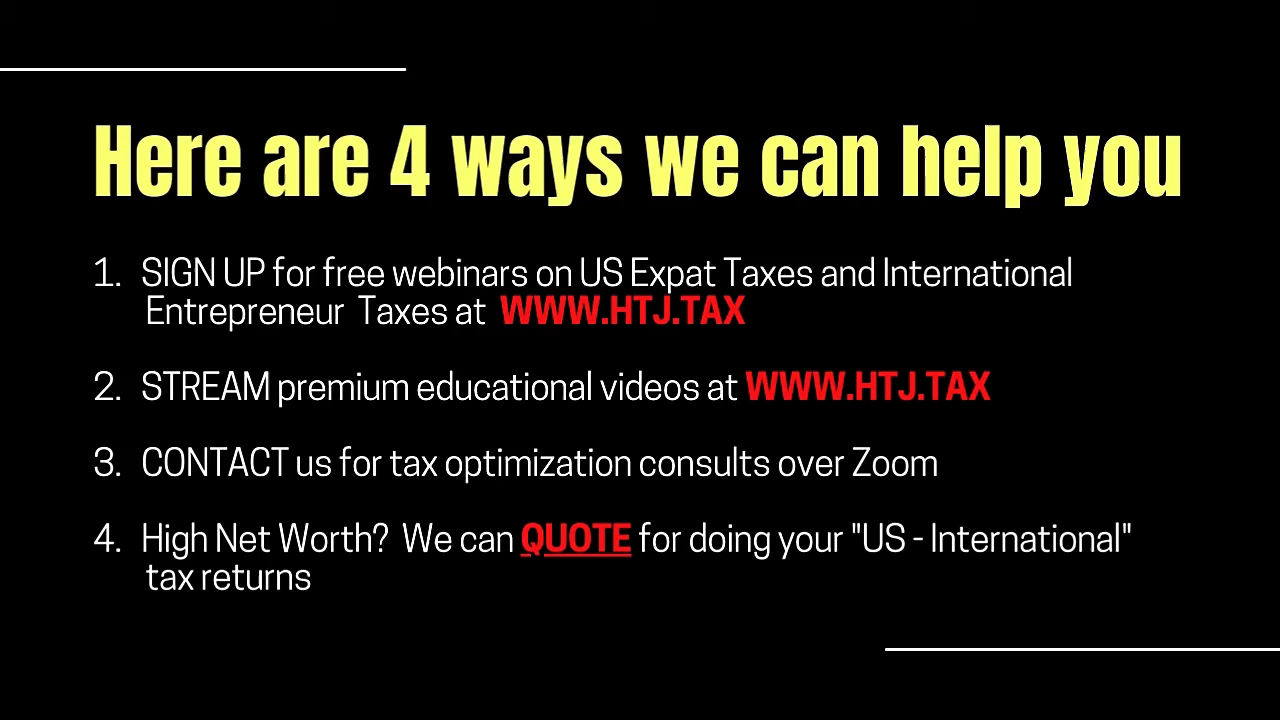 Here are 4 ways we can help you
1. SIGN UP for free webinars on US Expat Taxes and International
Entrepreneur Taxes at WWW.HTJ.TAX
2. STREAM premium educational videos at WWW.HTJ.TAX
3. CONTACT us for tax optimization consults over Zoom
4. High Net Worth? We can QUOTE for doing your "US - International"
tax returns